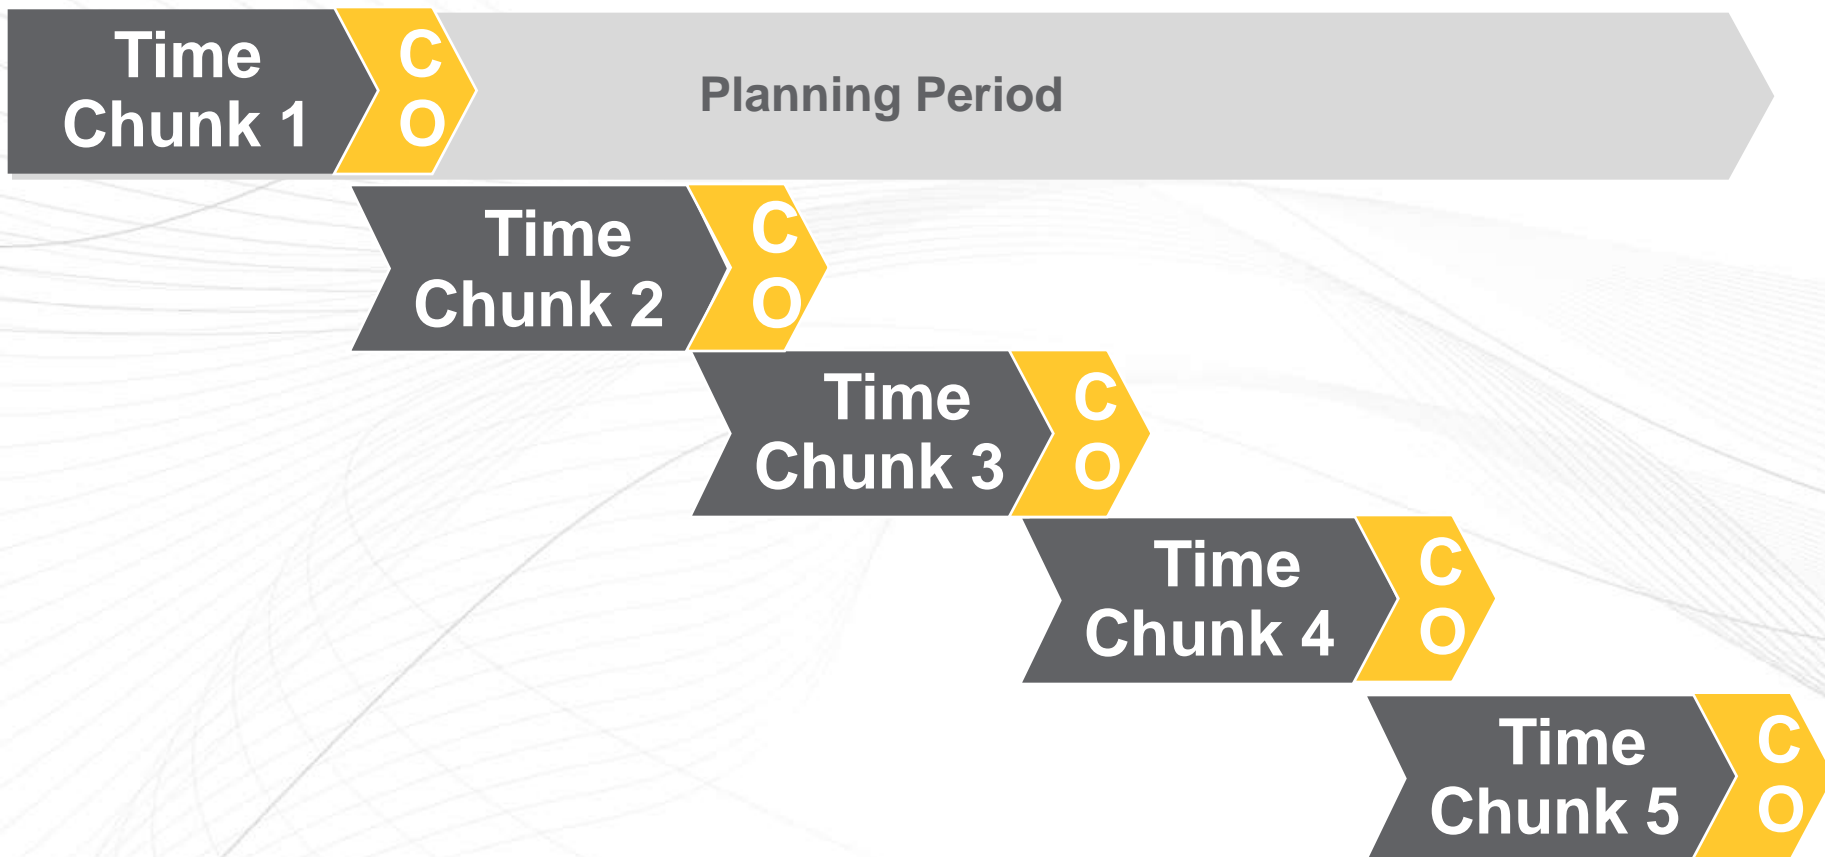 Time
Chunk 1
C
O
Planning Period
Time
Chunk 2
C
O
Time
Chunk 3
C
O
Time
Chunk 4
C
O
Time
Chunk 5
C
O